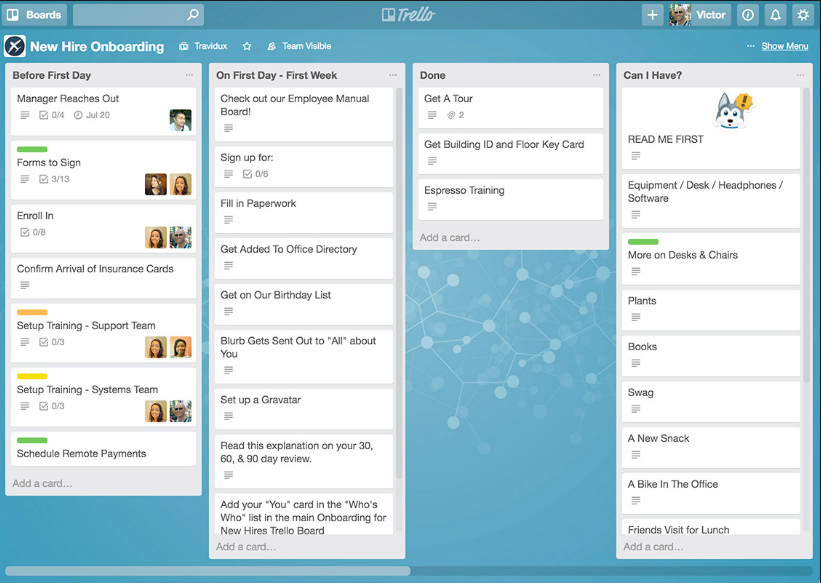 Boards
Trello
Victor
New Hire Onboarding
Travidux
Team Visible
... Show Menu
Before First Day
...
Manager Reaches Out
0/4 Jul 20
Forms to Sign
3/13
Enroll In
0/8
Confirm Arrival of Insurance Cards
Setup Training - Support Team
0/3
Setup Training - Systems Team
0/3
Schedule Remote Payments
Add a card…
On First Day - First Week
...
Check out our Employee Manual
Board!
Sign up for:
0/6
Fill in Paperwork
Get Added To Office Directory
Get on Our Birthday List
Blurb Gets Sent Out to "All" about
You
Set up a Gravatar
Read this explanation on your 30,
60, & 90 day review.
Add your "You" card in the "Who's
Who" list in the main Onboarding for
New Hires Trello Board
Add a card…
Done
...
Get A Tour
2
Get Building ID and Floor Key Card
Espresso Training
Add a card…
Can I Have?
...
READ ME FIRST
Equipment / Desk / Headphones /
Software
More on Desks & Chairs
Plants
Books
Swag
A New Snack
A Bike In The Office
Friends Visit for Lunch
Add a card…